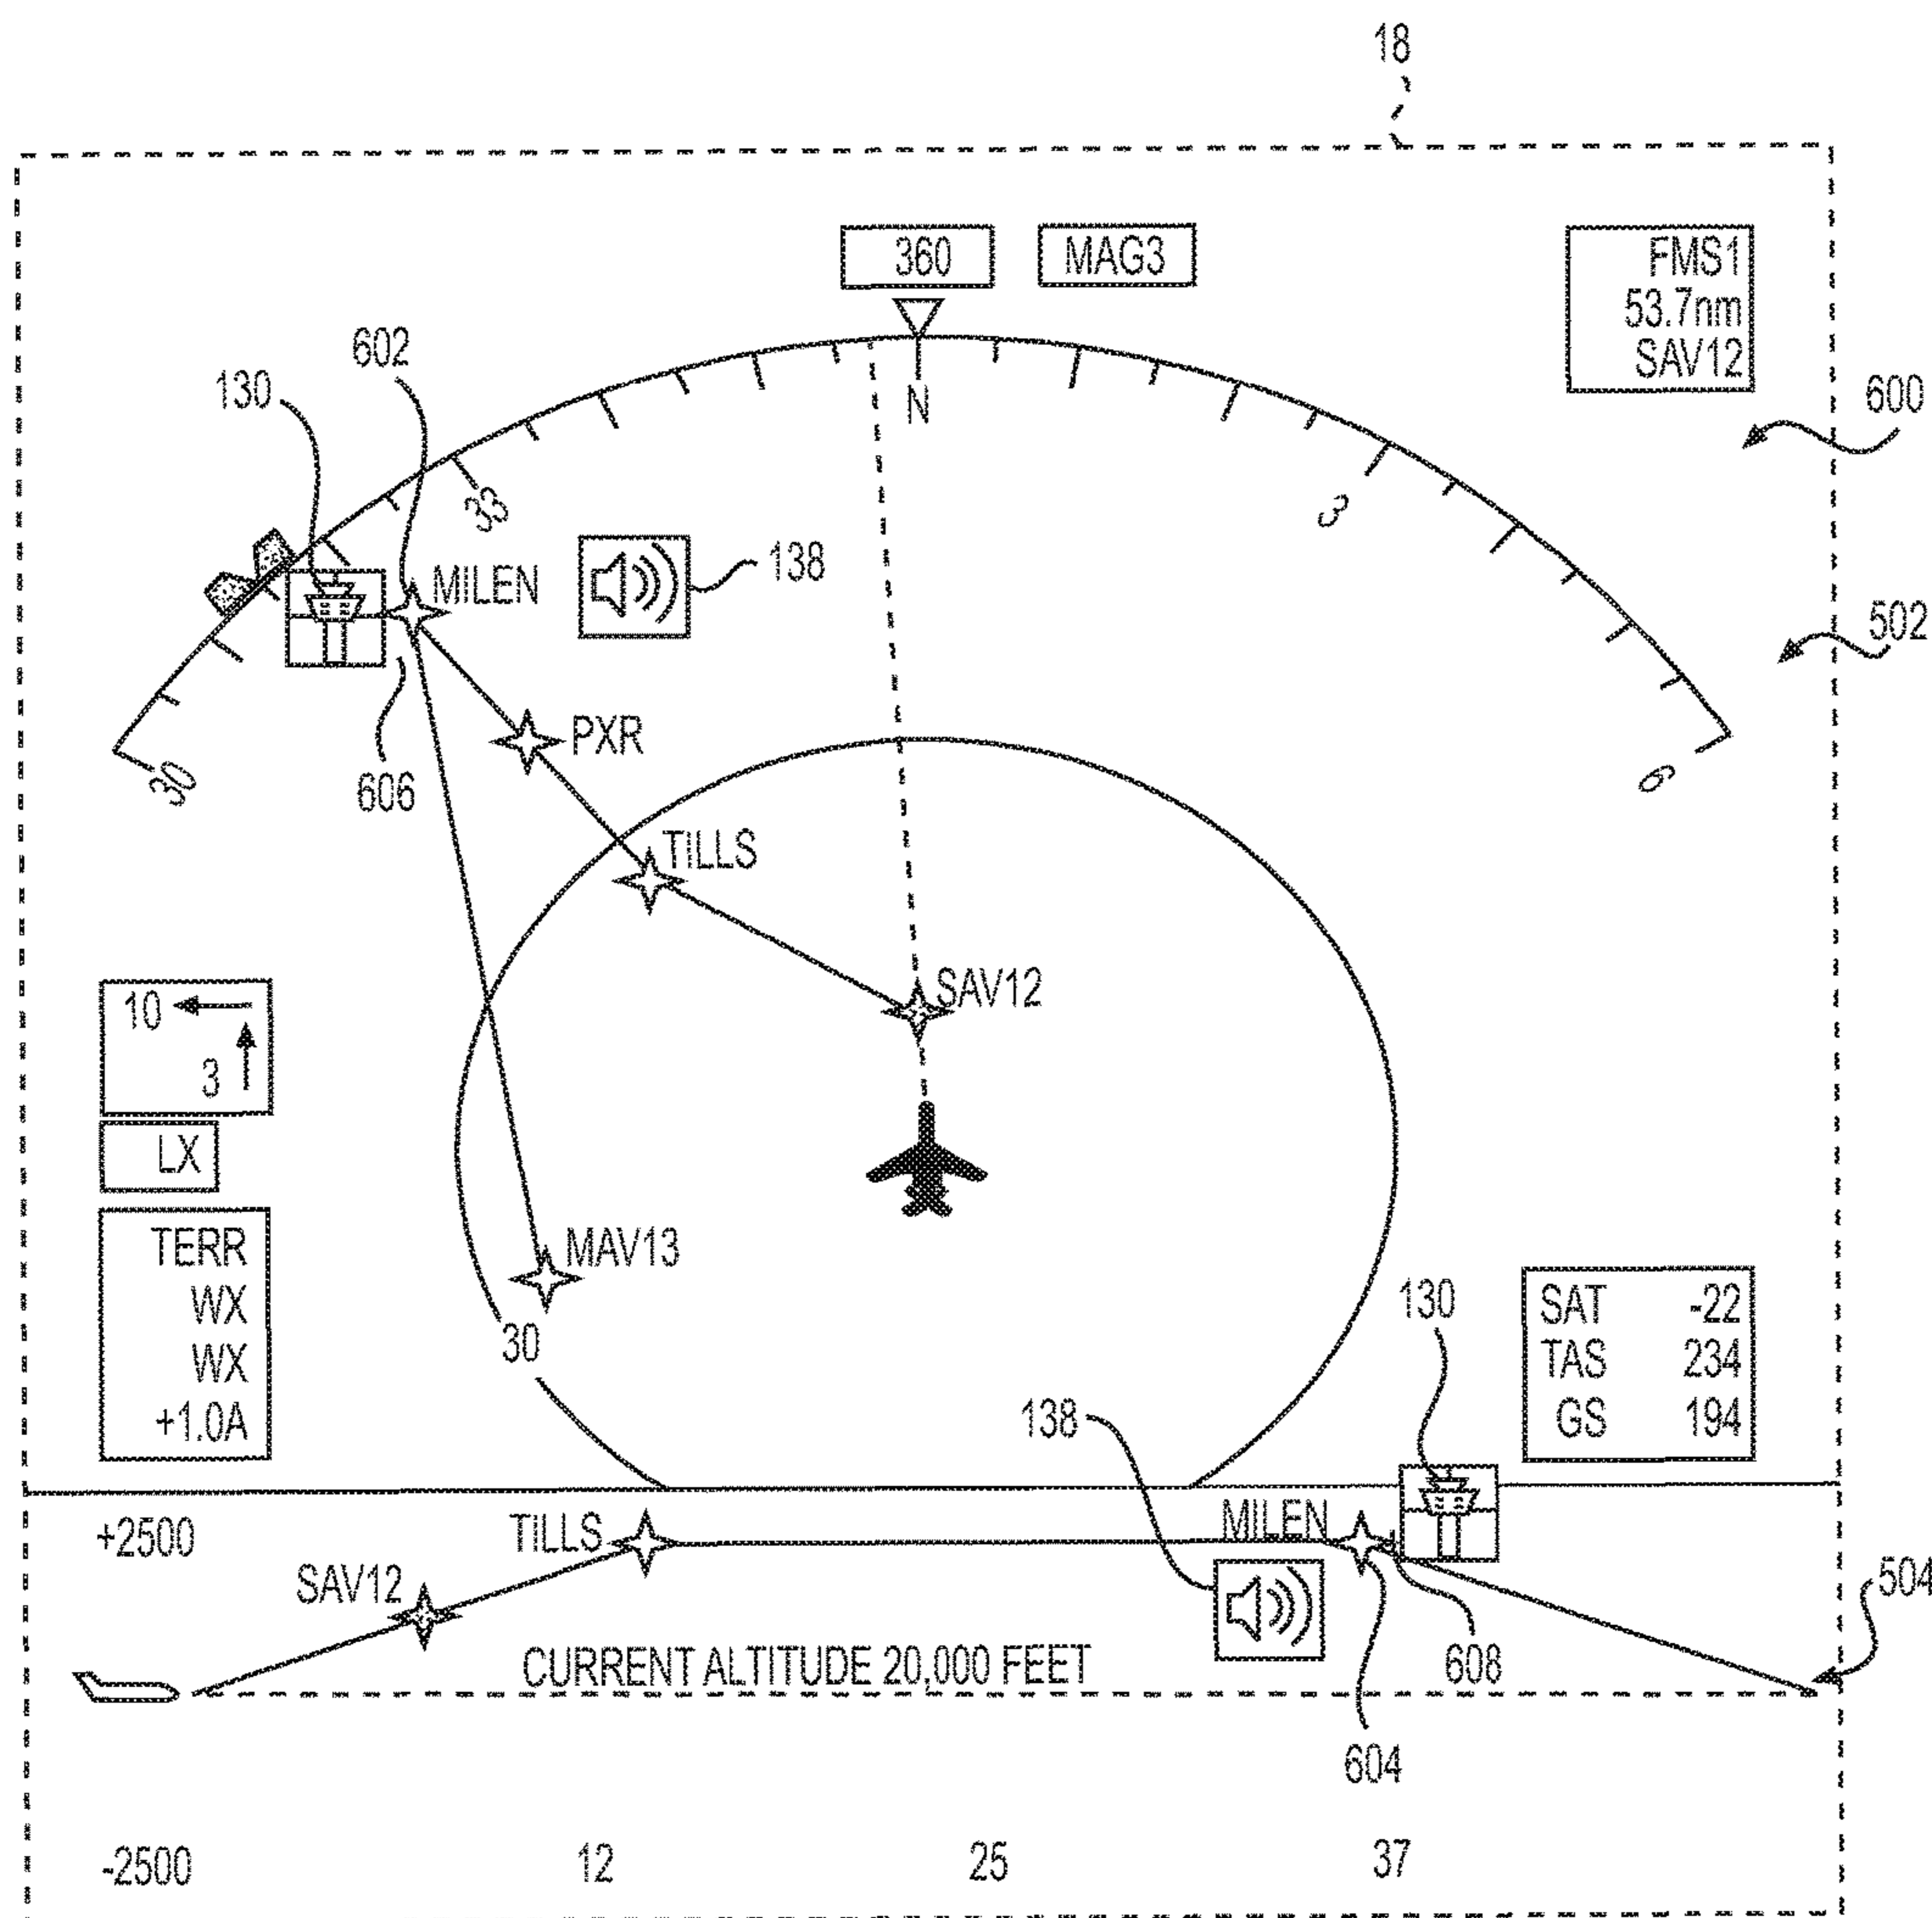 18
360
MAG3
FMS1
53.7nm
SAV12
600
602
130
N
33
3
502
MILEN
138
PXR
606
30
6
TILLS
SAV12
10
3
LX
MAV13
TERR
WX
WX
+1.0A
30
130
SAT -22
TAS 234
GS 194
138
+2500
TILLS
MILEN
SAV12
504
CURRENT ALTITUDE 20,000 FEET
608
604
-2500
12
25
37